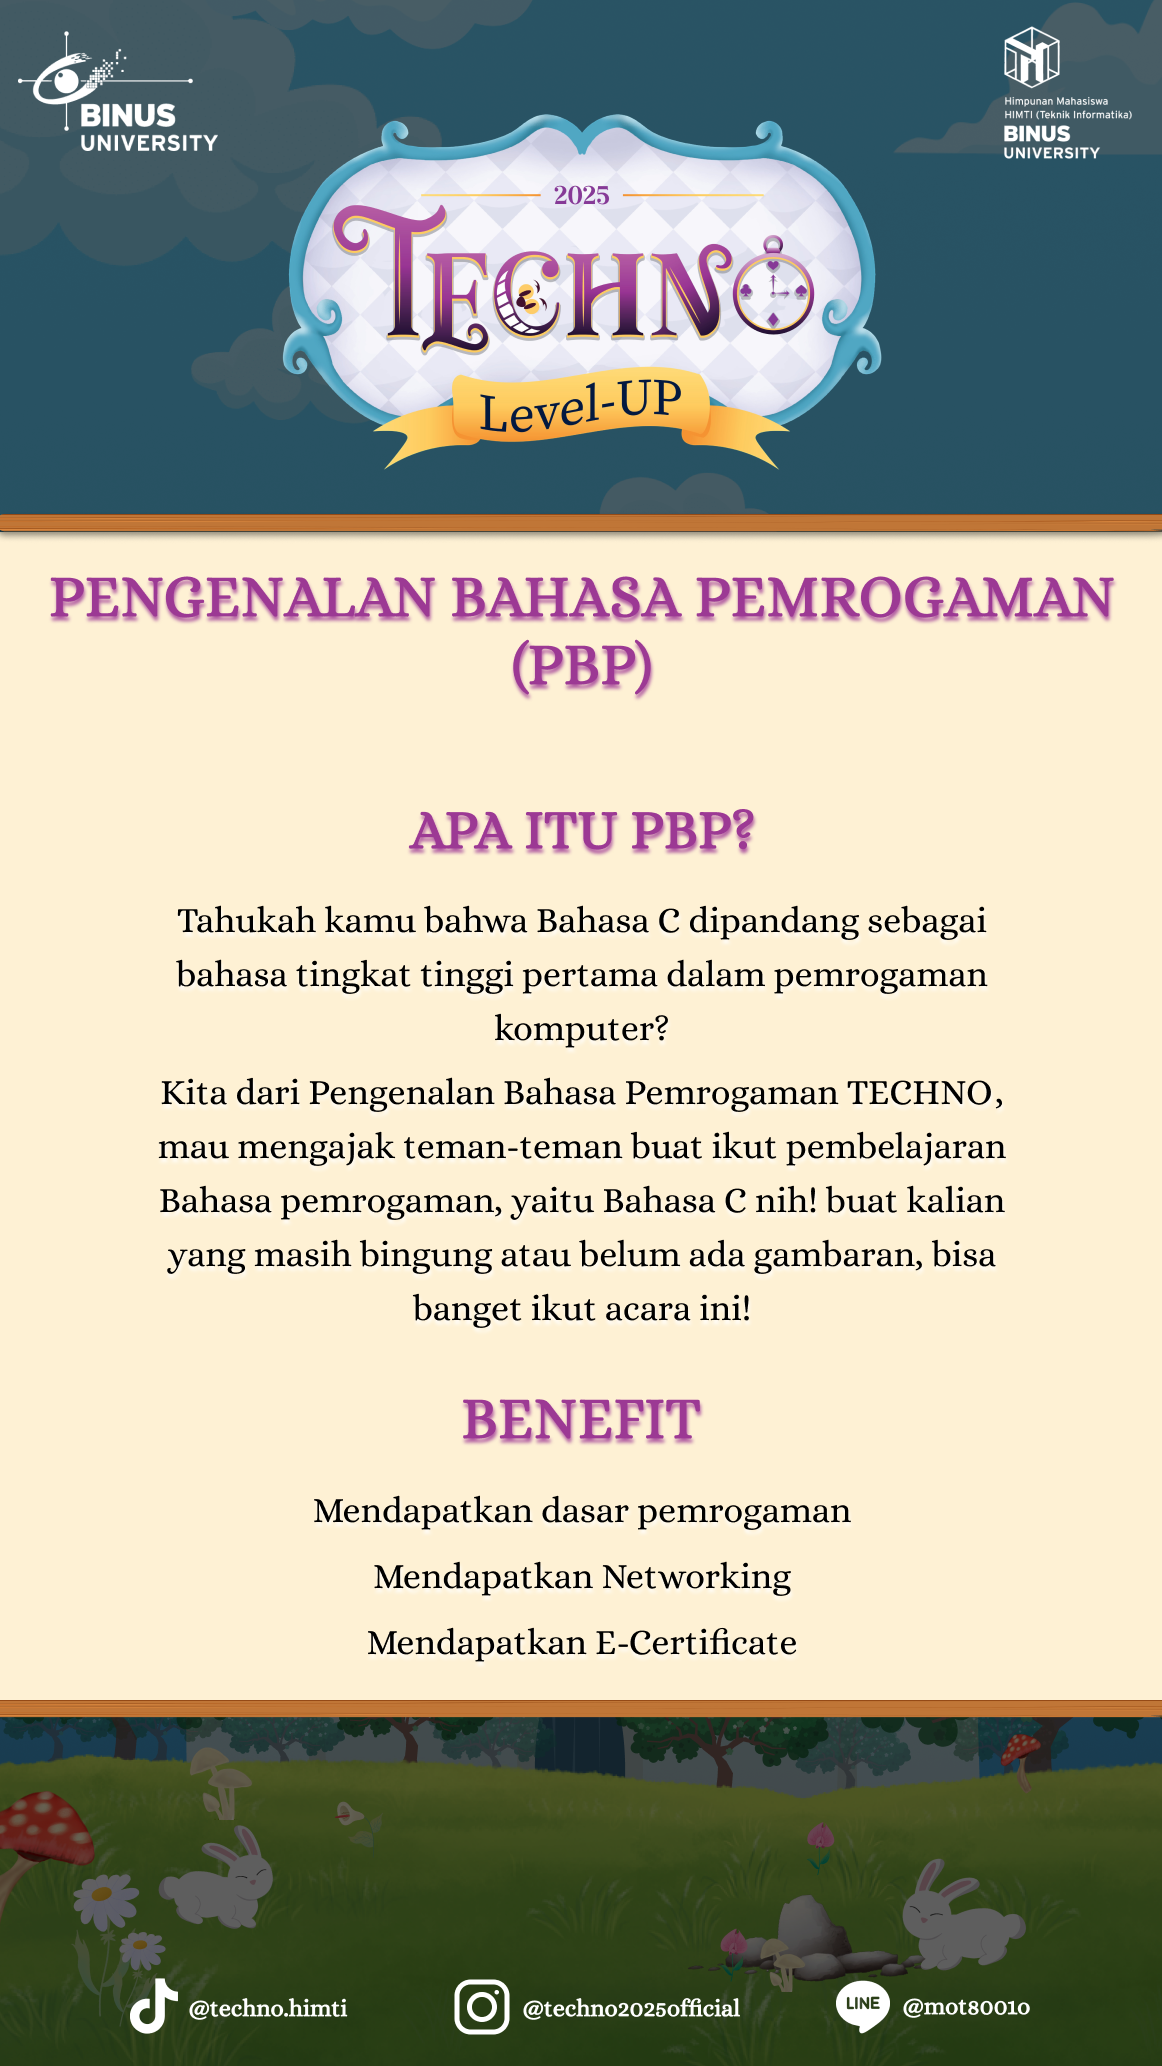 BINUS
UNIVERSITY
Himpunan Mahasiswa
HIMTI (Teknik Informatika)
BINUS
UNIVERSITY
2025
TECHNO
Level-UP
PENGENALAN BAHASA PEMROGAMAN
(PBP)
APA ITU PBP?
Tahukah kamu bahwa Bahasa C dipandang sebagai
bahasa tingkat tinggi pertama dalam pemrogaman
komputer?
Kita dari Pengenalan Bahasa Pemrogaman TECHNO,
mau mengajak teman-teman buat ikut pembelajaran
Bahasa pemrogaman, yaitu Bahasa C nih! buat kalian
yang masih bingung atau belum ada gambaran, bisa
banget ikut acara ini!
BENEFIT
Mendapatkan dasar pemrogaman
Mendapatkan Networking
Mendapatkan E-Certificate
@techno.himti
@techno2025official
LINE
@mot8001o